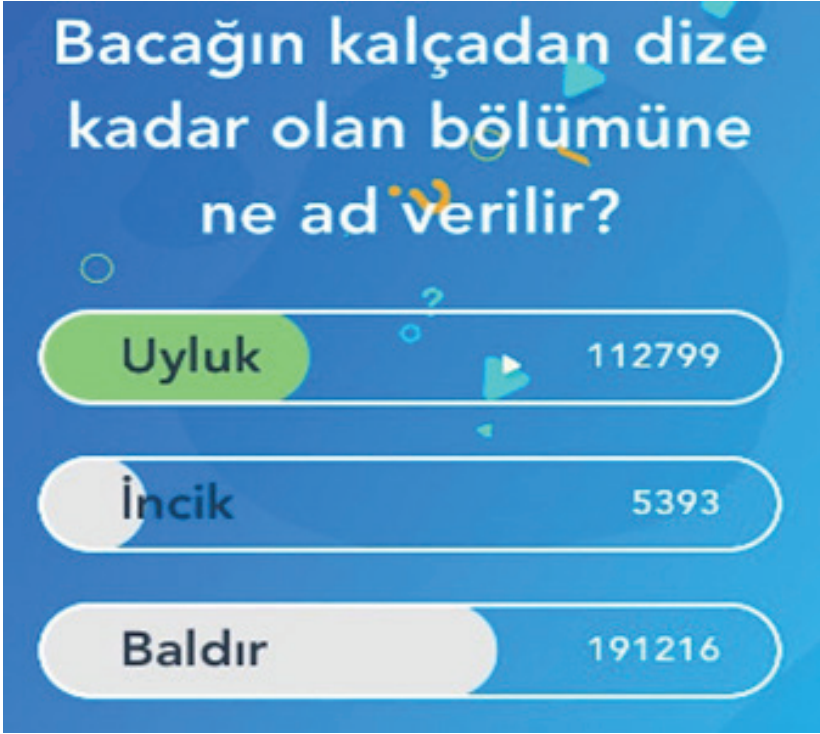 Bacağın kalçadan dize
kadar olan bölümüne
ne ad verilir?
Uyluk 112799
İncik 5393
Baldır 191216